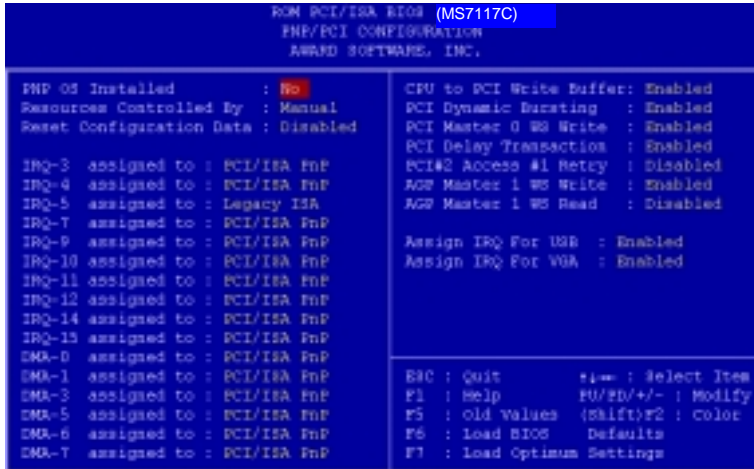 ROM PCI/ISA BIOS (MS7117C)
PNP/PCI CONFIGURATION
AWARD SOFTWARE, INC.
PNP OS Installed : No
Resources Controlled By : Manual
Reset Configuration Data : Disabled
IRQ-3 assigned to : PCI/ISA PnP
IRQ-4 assigned to : PCI/ISA PnP
IRQ-5 assigned to : Legacy ISA
IRQ-7 assigned to : PCI/ISA PnP
IRQ-9 assigned to : PCI/ISA PnP
IRQ-10 assigned to : PCI/ISA PnP
IRQ-11 assigned to : PCI/ISA PnP
IRQ-12 assigned to : PCI/ISA PnP
IRQ-14 assigned to : PCI/ISA PnP
IRQ-15 assigned to : PCI/ISA PnP
DMA-0 assigned to : PCI/ISA PnP
DMA-1 assigned to : PCI/ISA PnP
DMA-3 assigned to : PCI/ISA PnP
DMA-5 assigned to : PCI/ISA PnP
DMA-6 assigned to : PCI/ISA PnP
DMA-7 assigned to : PCI/ISA PnP
CPU to PCI Write Buffer: Enabled
PCI Dynamic Bursting : Enabled
PCI Master 0 WS Write : Enabled
PCI Delay Transaction : Enabled
PCI#2 Access #1 Retry : Disabled
AGP Master 1 WS Write : Enabled
AGP Master 1 WS Read : Disabled
Assign IRQ For USB : Enabled
Assign IRQ For VGA : Enabled
ESC : Quit ↑↓→← : Select Item
F1 : Help PU/PD/+/- : Modify
F5 : Old Values (Shift)F2 : Color
F6 : Load BIOS Defaults
F7 : Load Optimum Settings